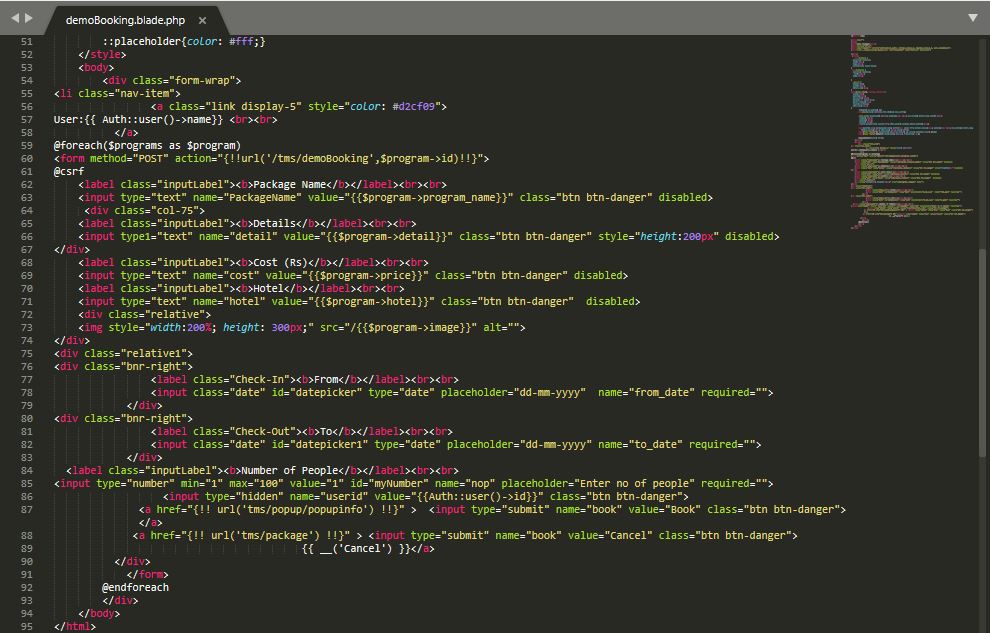 demoBooking.blade.php ×
51 ::placeholder{color: #fff;}
52 </style>
53 <body>
54 <div class="form-wrap">
55 <li class="nav-item">
56 <a class="link display-5" style="color: #d2cf09">
57 User:{{ Auth::user()->name}} <br><br>
58 </a>
59 @foreach($programs as $program)
60 <form method="POST" action="{!!url('/tms/demoBooking',$program->id)!!}">
61 @csrf
62 <label class="inputLabel"><b>Package Name</b></label><br><br>
63 <input type="text" name="PackageName" value="{{$program->program_name}}" class="btn btn-danger" disabled>
64 <div class="col-75">
65 <label class="inputLabel"><b>Details</b></label><br><br>
66 <input type1="text" name="detail" value="{{$program->detail}}" class="btn btn-danger" style="height:200px" disabled>
67 </div>
68 <label class="inputLabel"><b>Cost (Rs)</b></label><br><br>
69 <input type="text" name="cost" value="{{$program->price}}" class="btn btn-danger" disabled>
70 <label class="inputLabel"><b>Hotel</b></label><br><br>
71 <input type="text" name="hotel" value="{{$program->hotel}}" class="btn btn-danger"  disabled>
72 <div class="relative">
73 <img style="width:200%; height: 300px;" src="/{{$program->image}}" alt="">
74 </div>
75 <div class="relative1">
76 <div class="bnr-right">
77 <label class="Check-In"><b>From</b></label><br><br>
78 <input class="date" id="datepicker" type="date" placeholder="dd-mm-yyyy"  name="from_date" required="">
79 </div>
80 <div class="bnr-right">
81 <label class="Check-Out"><b>To</b></label><br><br>
82 <input class="date" id="datepicker1" type="date" placeholder="dd-mm-yyyy" name="to_date" required="">
83 </div>
84 <label class="inputLabel"><b>Number of People</b></label><br><br>
85 <input type="number" min="1" max="100" value="1" id="myNumber" name="nop" placeholder="Enter no of people" required="">
86 <input type="hidden" name="userid" value="{{Auth::user()->id}}" class="btn btn-danger">
87 <a href="{!! url('tms/popup/popupinfo') !!}" >  <input type="submit" name="book" value="Book" class="btn btn-danger">
</a>
88 <a href="{!! url('tms/package') !!}" > <input type="submit" name="book" value="Cancel" class="btn btn-danger">
89 {{ __('Cancel') }}</a>
90 </div>
91 </form>
92 @endforeach
93 </div>
94 </body>
95 </html>